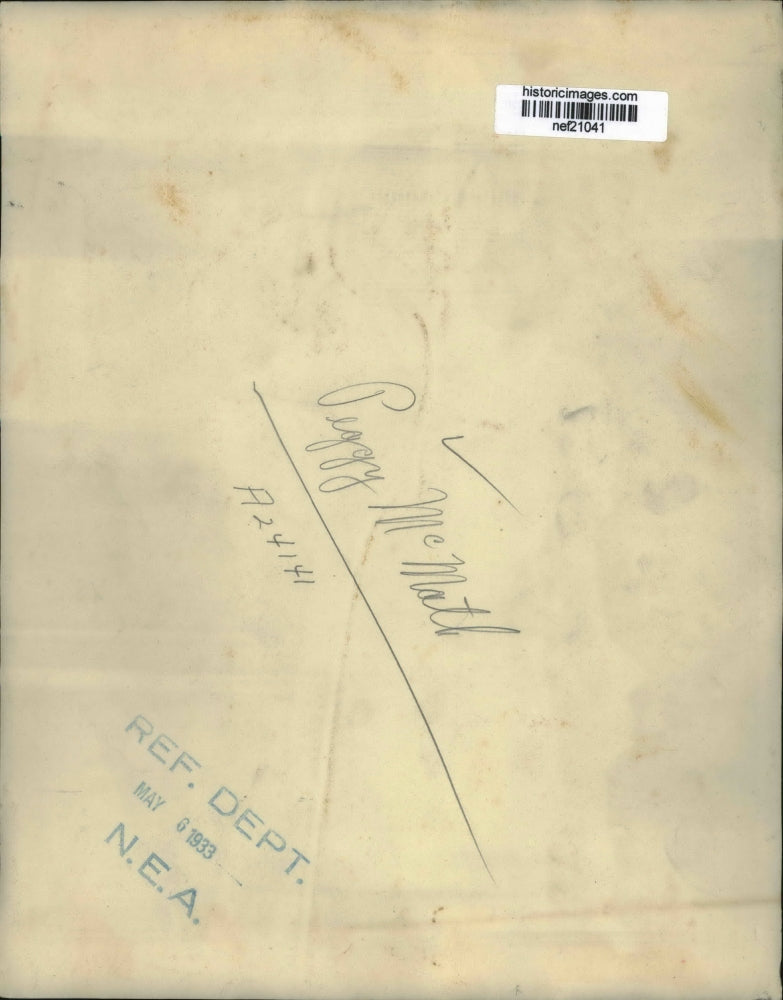 historicimages.com
nef21041
Peggy McMath
A24141
REF. DEPT.
MAY 6 1933
N.E.A.